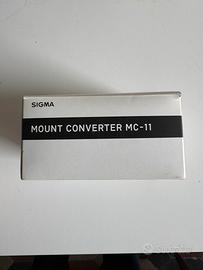 SIGMA
MOUNT CONVERTER MC-11